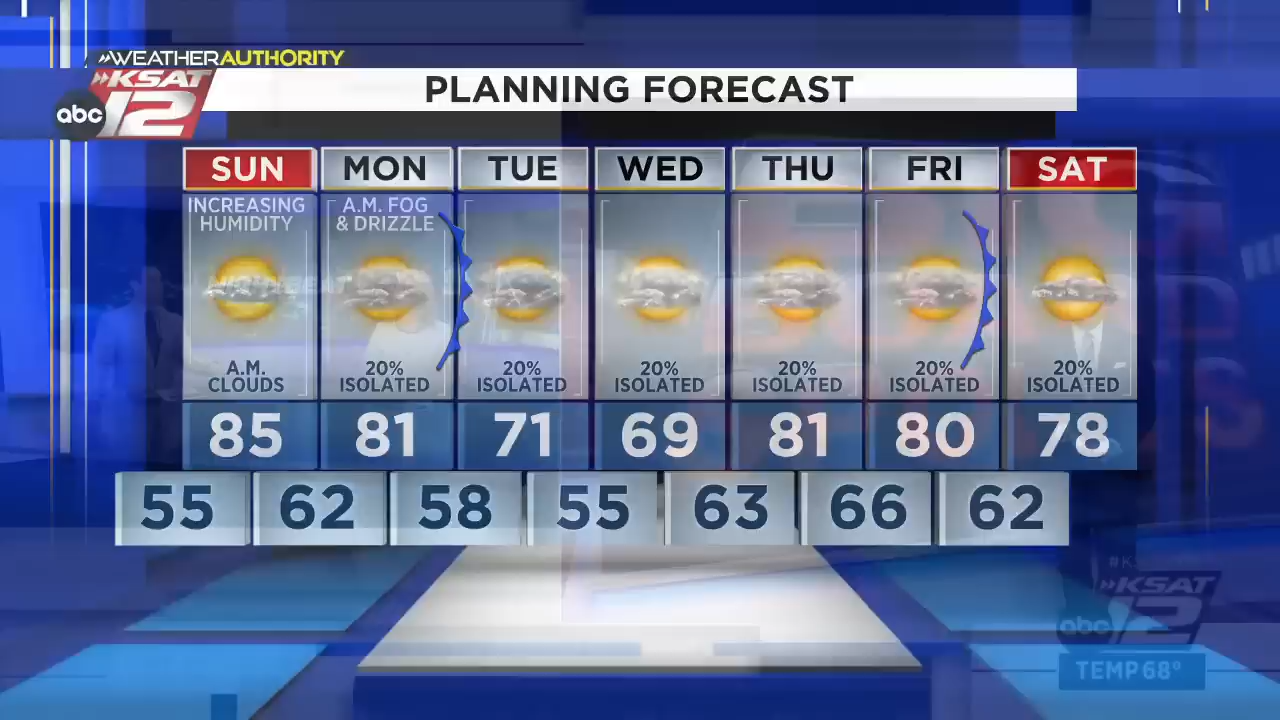 »WEATHERAUTHORITY
»KSAT
abc 12
PLANNING FORECAST
SUN MON TUE WED THU FRI SAT
INCREASING HUMIDITY
A.M. FOG & DRIZZLE
A.M. CLOUDS
20% ISOLATED
20% ISOLATED
20% ISOLATED
20% ISOLATED
20% ISOLATED
20% ISOLATED
85 81 71 69 81 80 78
55 62 58 55 63 66 62
»KSAT
abc 12
TEMP 68°